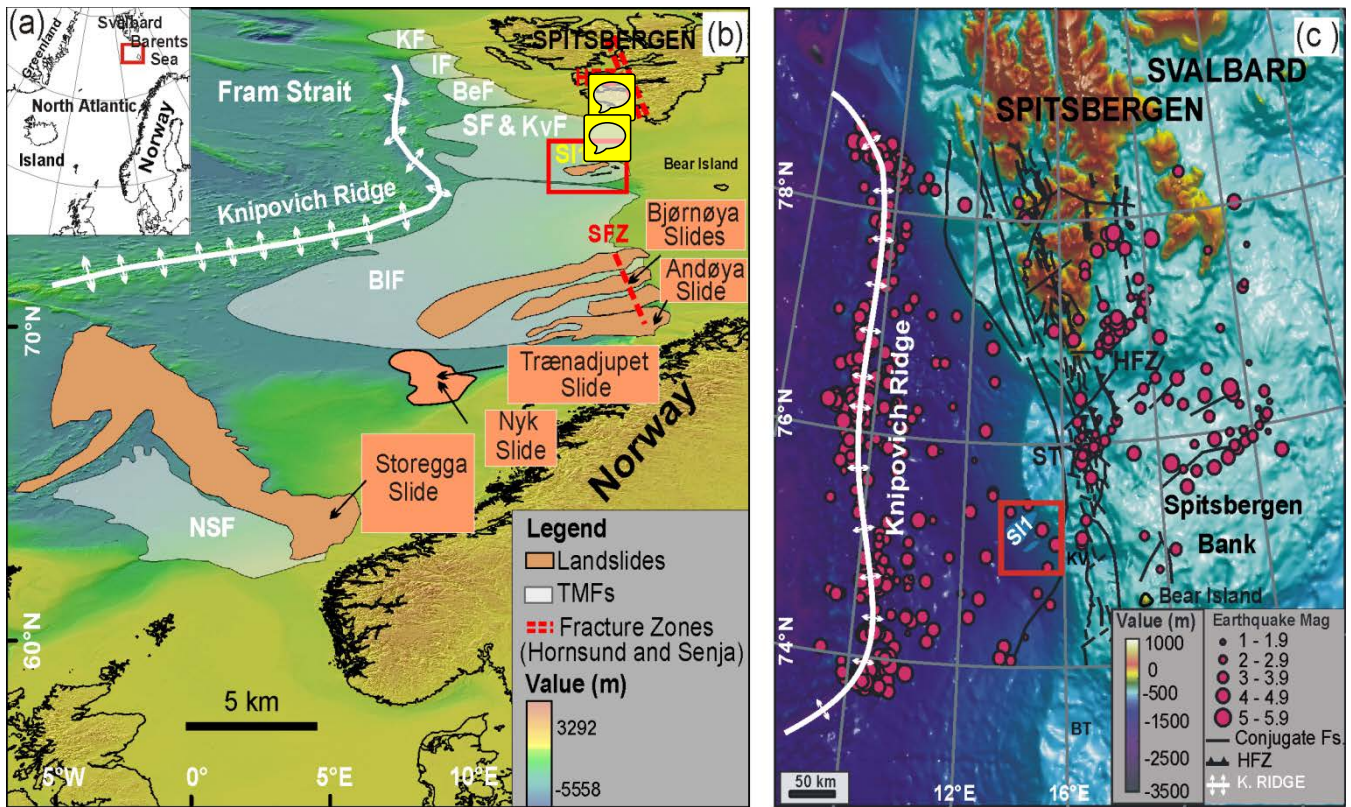 (a)
Svalbard
Greenland
Barents
Sea
North Atlantic
Island
Norway
(b)
KF
SPITSBERGEN
IF
BeF
Fram Strait
SF & KvF
Bear Island
Knipovich Ridge
SFZ
Bjørnøya
Slides
BIF
Andøya
Slide
70°N
Trænadjupet
Slide
Nyk
Slide
Norway
Storegga
Slide
NSF
Legend
Landslides
TMFs
Fracture Zones
(Hornsund and Senja)
Value (m)
3292
-5558
60°N
5 km
5°W
0°
5°E
10°E
(c)
SVALBARD
SPITSBERGEN
78°N
Knipovich Ridge
HFZ
76°N
ST
Spitsbergen
Bank
Sl1
KV
Bear Island
74°N
BT
Value (m)
1000
0
-500
-1500
-2500
-3500
Earthquake Mag
1 - 1.9
2 - 2.9
3 - 3.9
4 - 4.9
5 - 5.9
Conjugate Fs.
HFZ
K. RIDGE
50 km
12°E
16°E